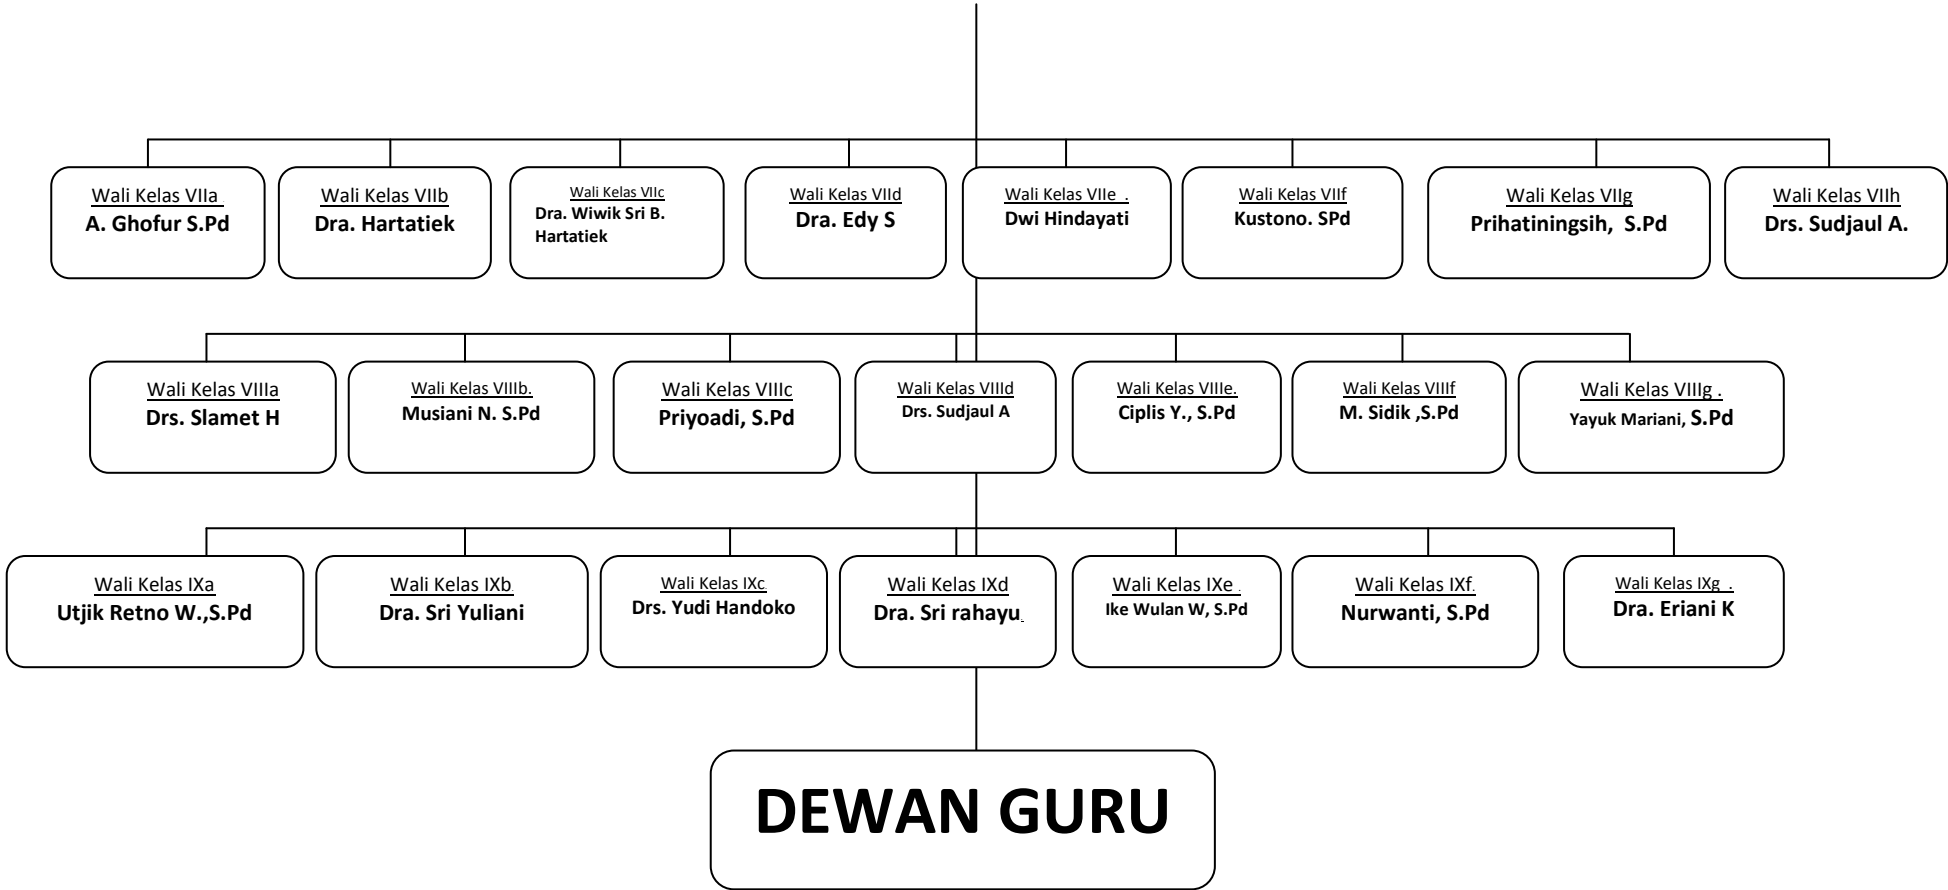 Wali Kelas VIIa
A. Ghofur S.Pd
Wali Kelas VIIb
Dra. Hartatiek
Wali Kelas VIIc
Dra. Wiwik Sri B.
Hartatiek
Wali Kelas VIId
Dra. Edy S
Wali Kelas VIIe .
Dwi Hindayati
Wali Kelas VIIf
Kustono. SPd
Wali Kelas VIIg
Prihatiningsih, S.Pd
Wali Kelas VIIh
Drs. Sudjaul A.
Wali Kelas VIIIa
Drs. Slamet H
Wali Kelas VIIIb.
Musiani N. S.Pd
Wali Kelas VIIIc
Priyoadi, S.Pd
Wali Kelas VIIId
Drs. Sudjaul A
Wali Kelas VIIIe.
Ciplis Y., S.Pd
Wali Kelas VIIIf
M. Sidik ,S.Pd
Wali Kelas VIIIg .
Yayuk Mariani, S.Pd
Wali Kelas IXa
Utjik Retno W.,S.Pd
Wali Kelas IXb
Dra. Sri Yuliani
Wali Kelas IXc
Drs. Yudi Handoko
Wali Kelas IXd
Dra. Sri rahayu.
Wali Kelas IXe .
Ike Wulan W, S.Pd
Wali Kelas IXf.
Nurwanti, S.Pd
Wali Kelas IXg .
Dra. Eriani K
DEWAN GURU